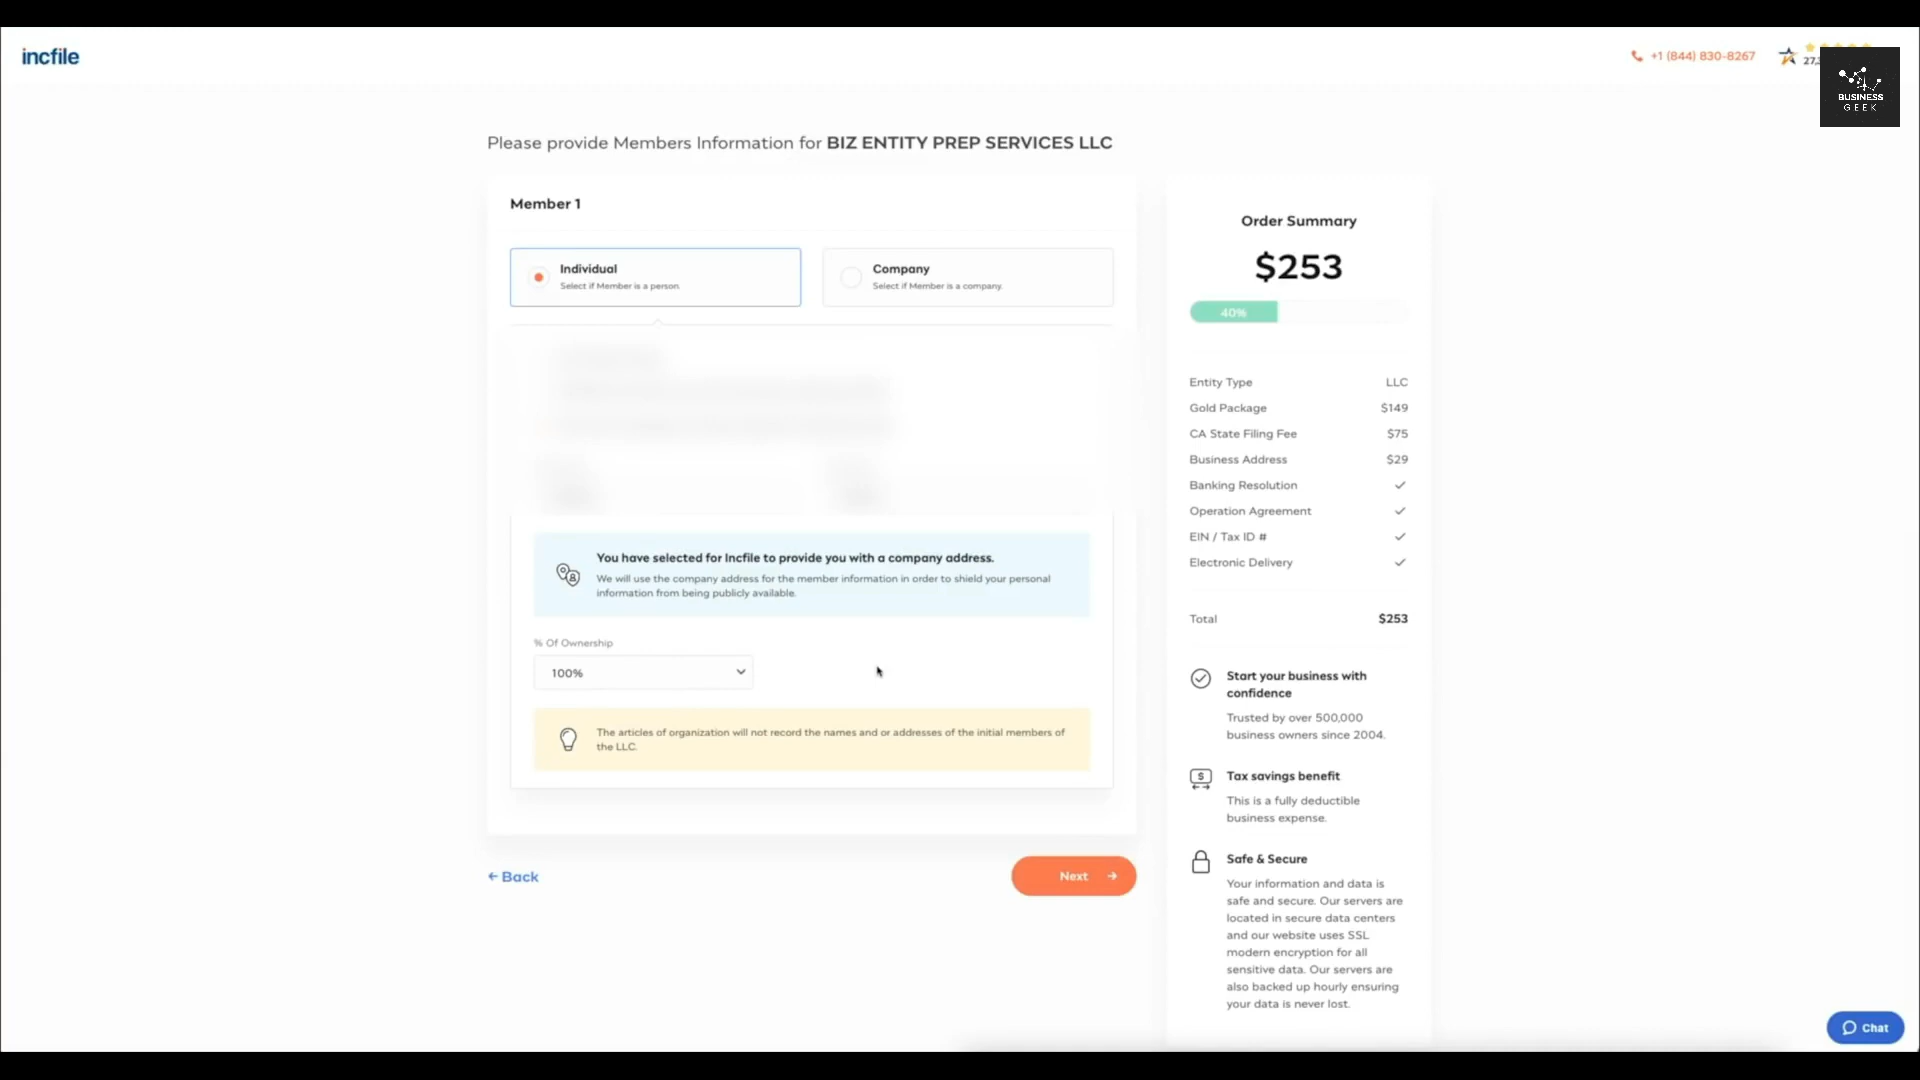 incfile
+1 (844) 830-8267
BUSINESS
GEEK
Please provide Members Information for BIZ ENTITY PREP SERVICES LLC
Member 1
Individual
Select if Member is a person.
Company
Select if Member is a company.
You have selected for Incfile to provide you with a company address.
We will use the company address for the member information in order to shield your personal
information from being publicly available.
% Of Ownership
100%
The articles of organization will not record the names and or addresses of the initial members of
the LLC.
← Back
Next →
Order Summary
$253
40%
Entity Type LLC
Gold Package $149
CA State Filing Fee $75
Business Address $29
Banking Resolution ✓
Operation Agreement ✓
EIN / Tax ID # ✓
Electronic Delivery ✓
Total $253
Start your business with
confidence
Trusted by over 500,000
business owners since 2004.
Tax savings benefit
This is a fully deductible
business expense.
Safe & Secure
Your information and data is
safe and secure. Our servers are
located in secure data centers
and our website uses SSL
modern encryption for all
sensitive data. Our servers are
also backed up hourly ensuring
your data is never lost.
Chat